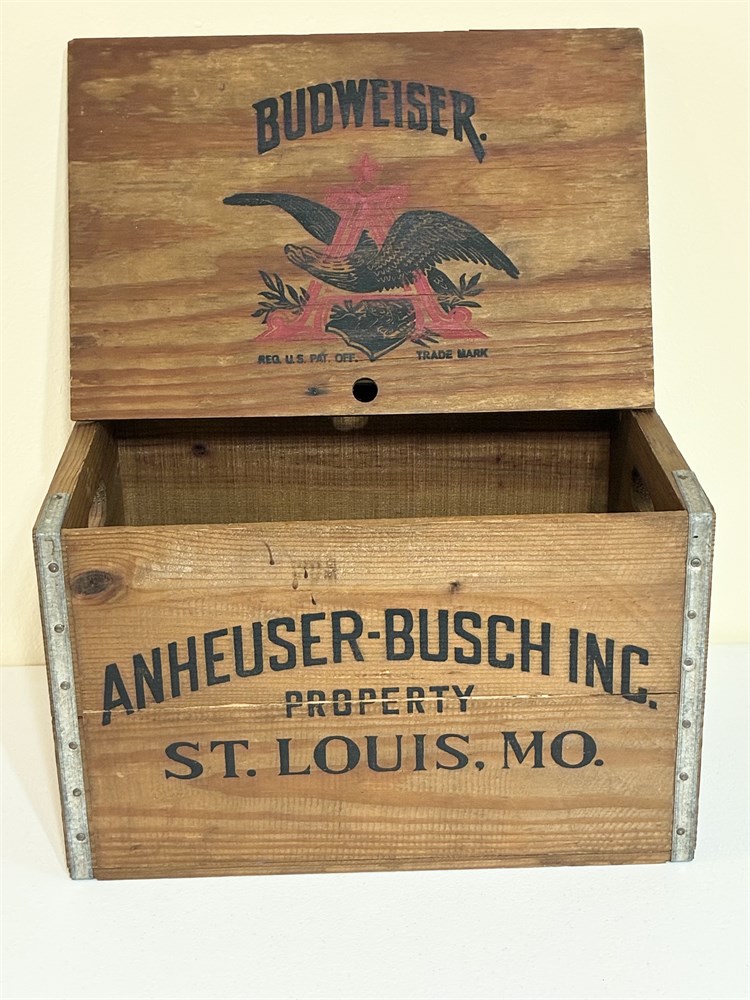 BUDWEISER.
REG. U.S. PAT. OFF. TRADE MARK
ANHEUSER-BUSCH INC.
PROPERTY
ST. LOUIS, MO.